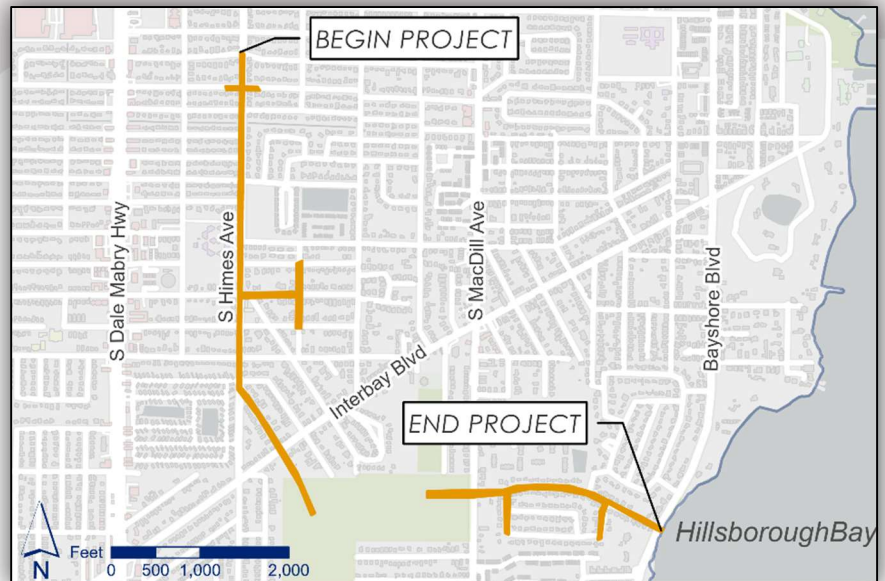 BEGIN PROJECT
S Dale Mabry Hwy
S Himes Ave
S MacDill Ave
Bayshore Blvd
Interbay Blvd
END PROJECT
HillsboroughBay
Feet
0 500 1,000 2,000
N